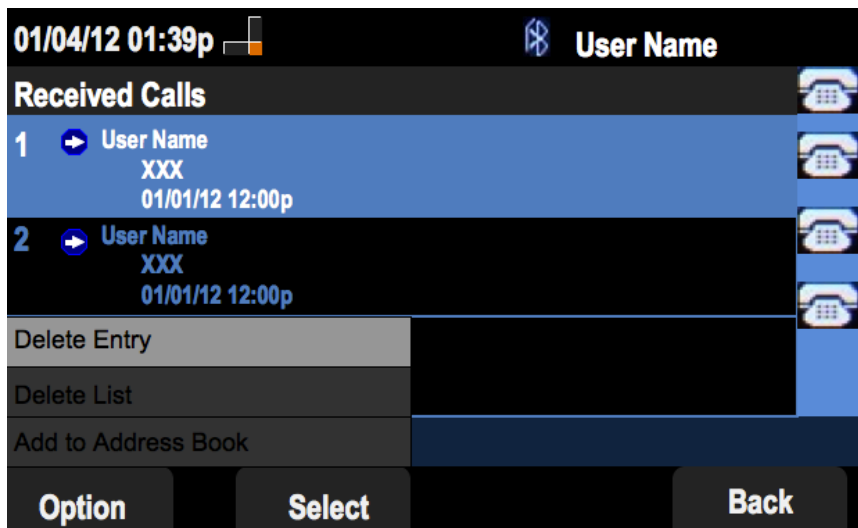 01/04/12 01:39p User Name
Received Calls
1 User Name
XXX
01/01/12 12:00p
2 User Name
XXX
01/01/12 12:00p
Delete Entry
Delete List
Add to Address Book
Option Select Back